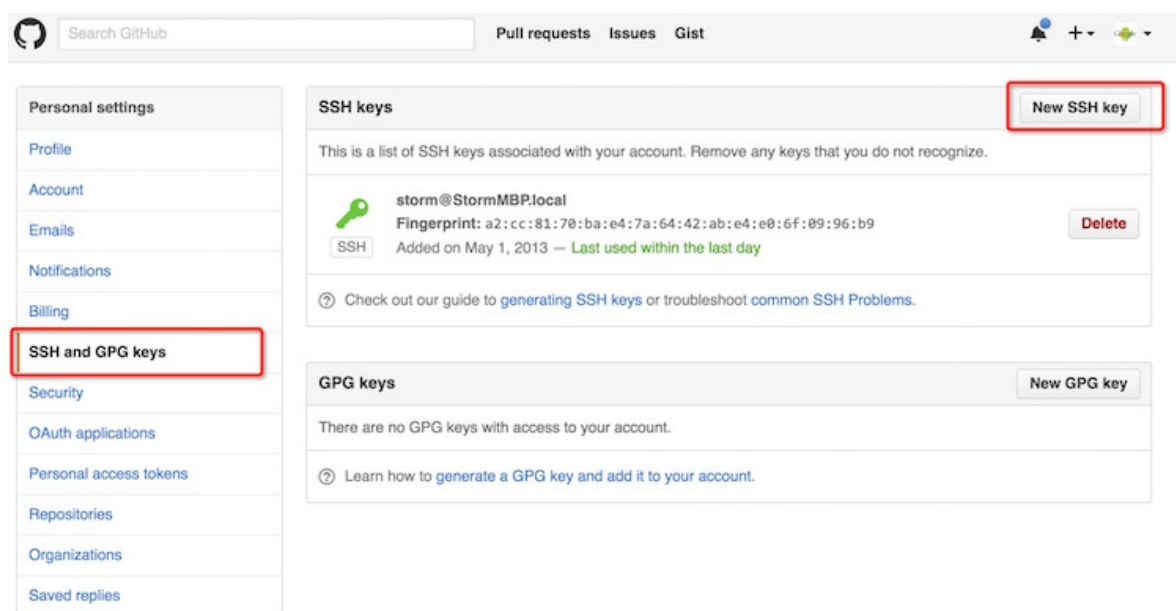 Search GitHub
Pull requests Issues Gist
Personal settings
Profile
Account
Emails
Notifications
Billing
SSH and GPG keys
Security
OAuth applications
Personal access tokens
Repositories
Organizations
Saved replies
SSH keys
New SSH key
This is a list of SSH keys associated with your account. Remove any keys that you do not recognize.
storm@StormMBP.local
Fingerprint: a2:cc:81:70:ba:e4:7a:64:42:ab:e4:e0:6f:09:96:b9
SSH
Added on May 1, 2013 — Last used within the last day
Delete
Check out our guide to generating SSH keys or troubleshoot common SSH Problems.
GPG keys
New GPG key
There are no GPG keys with access to your account.
Learn how to generate a GPG key and add it to your account.